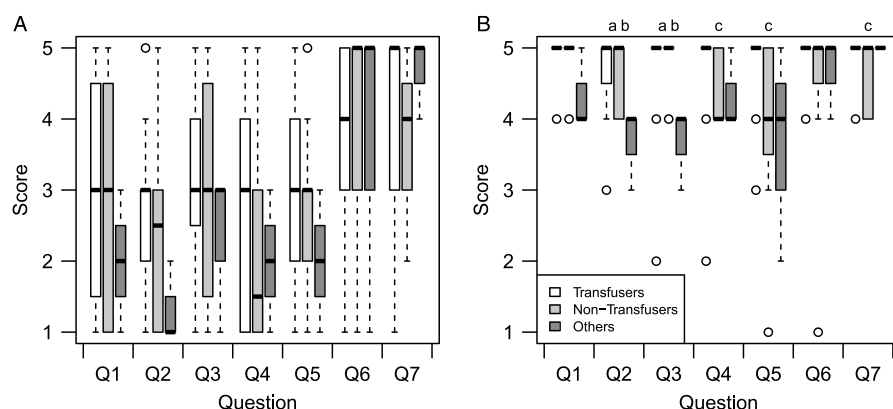 A
5
4
3
2
1
Score
Q1 Q2 Q3 Q4 Q5 Q6 Q7
Question
B
a b a b c c c
5
4
3
2
1
Score
Transfusers
Non−Transfusers
Others
Q1 Q2 Q3 Q4 Q5 Q6 Q7
Question